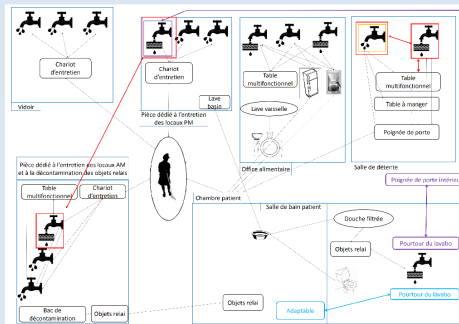 Chariot
d'entretien
Vidoir
Chariot
d'entretien
Lave
basin
Pièce dédié à l'entretien
des locaux PM
Table
multifonctionnel
Lave vaisselle
Office alimentaire
Table
multifonctionnel
Table à manger
Poignée de porte
Salle de détente
Pièce dédié à l'entretien des locaux AM
et à la décontamination des objets relais
Table
multifonctionnel
Chariot
d'entretien
Bac de
décontamination
Objets relai
Chambre patient
Salle de bain patient
Douche filtrée
Objets relai
Objets relai
Adaptable
Poignée de porte intérieu
Pourtour du lavabo
Pourtour du lavabo